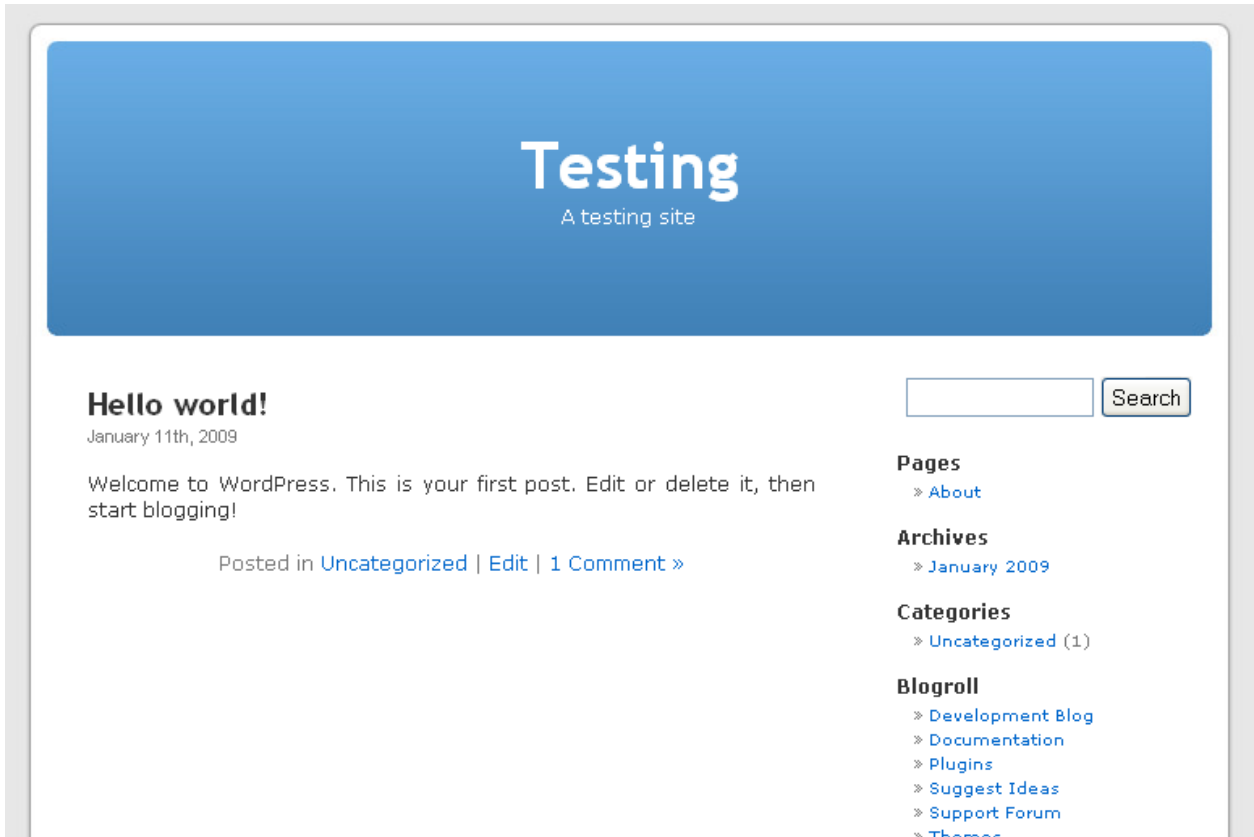 Testing
A testing site
Hello world!
January 11th, 2009
Welcome to WordPress. This is your first post. Edit or delete it, then
start blogging!
Posted in Uncategorized | Edit | 1 Comment »
Search
Pages
» About
Archives
» January 2009
Categories
» Uncategorized (1)
Blogroll
» Development Blog
» Documentation
» Plugins
» Suggest Ideas
» Support Forum
» Themes